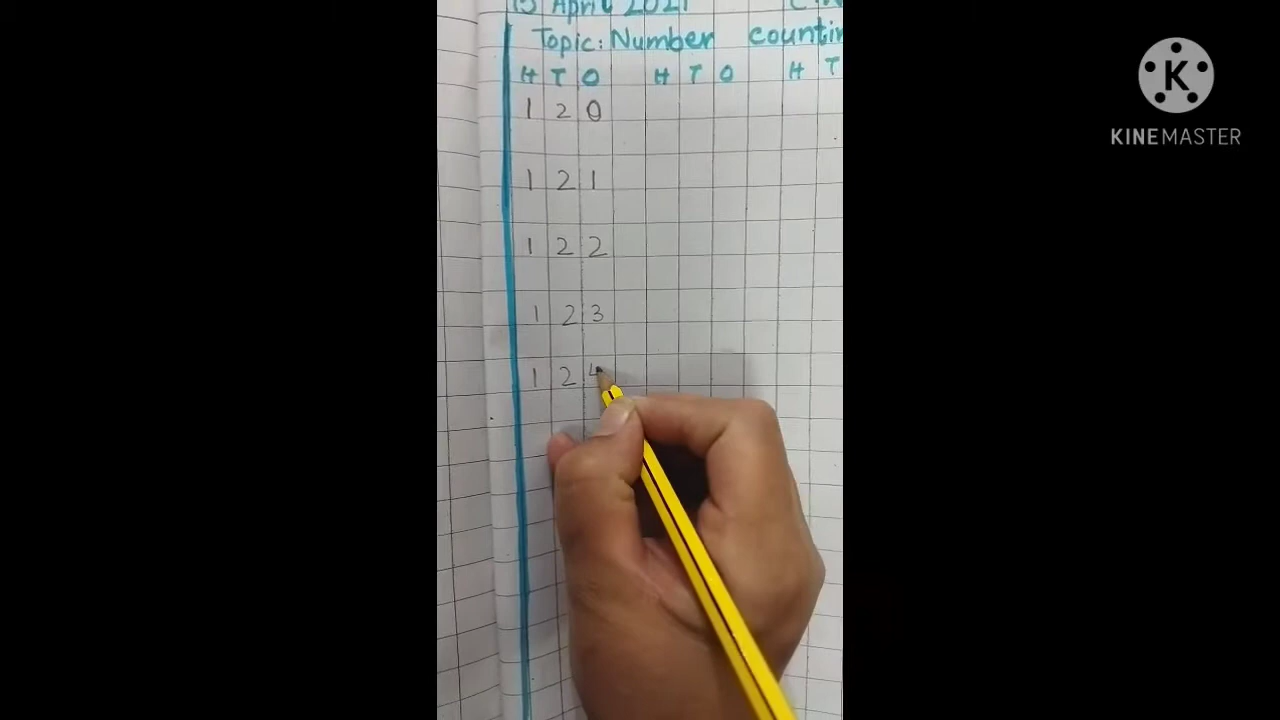 April 2021
Topic: Number
H T O H T O H T
1 2 0
1 2 1
1 2 2
1 2 3
1 2 4
K
KINEMASTER